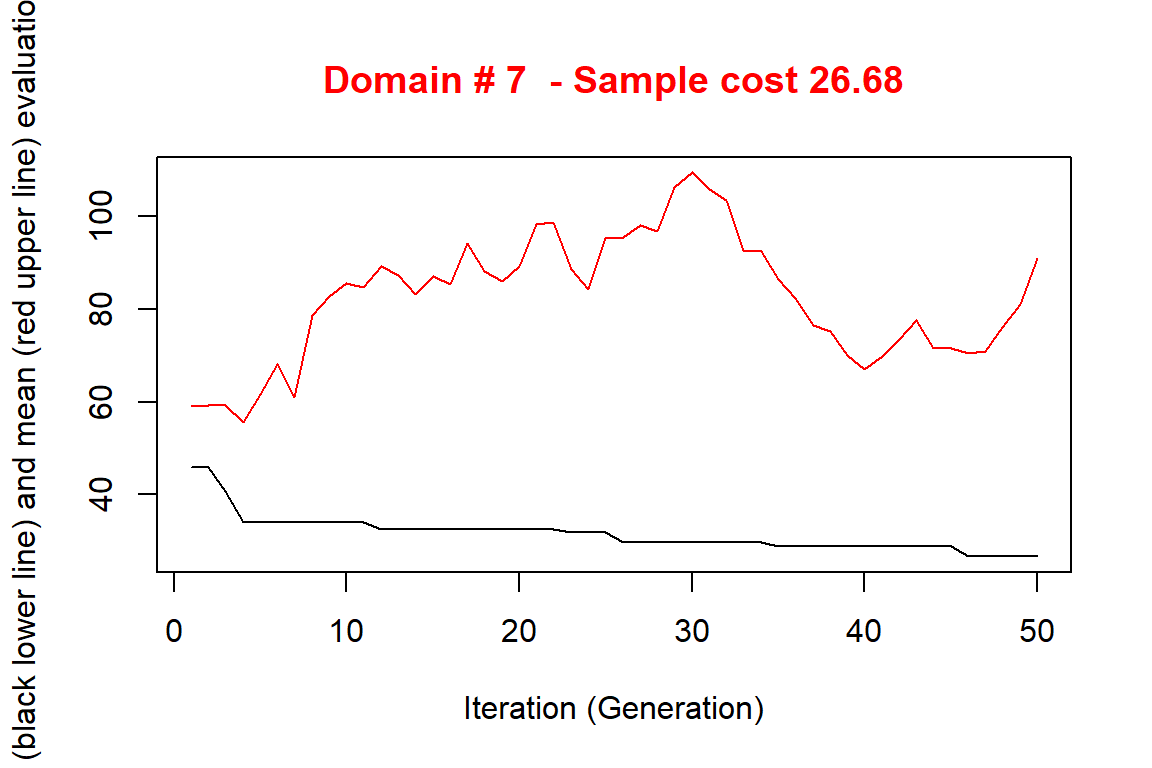 Domain # 7 - Sample cost 26.68
(black lower line) and mean (red upper line) evaluatio
100
80
60
40
0 10 20 30 40 50
Iteration (Generation)